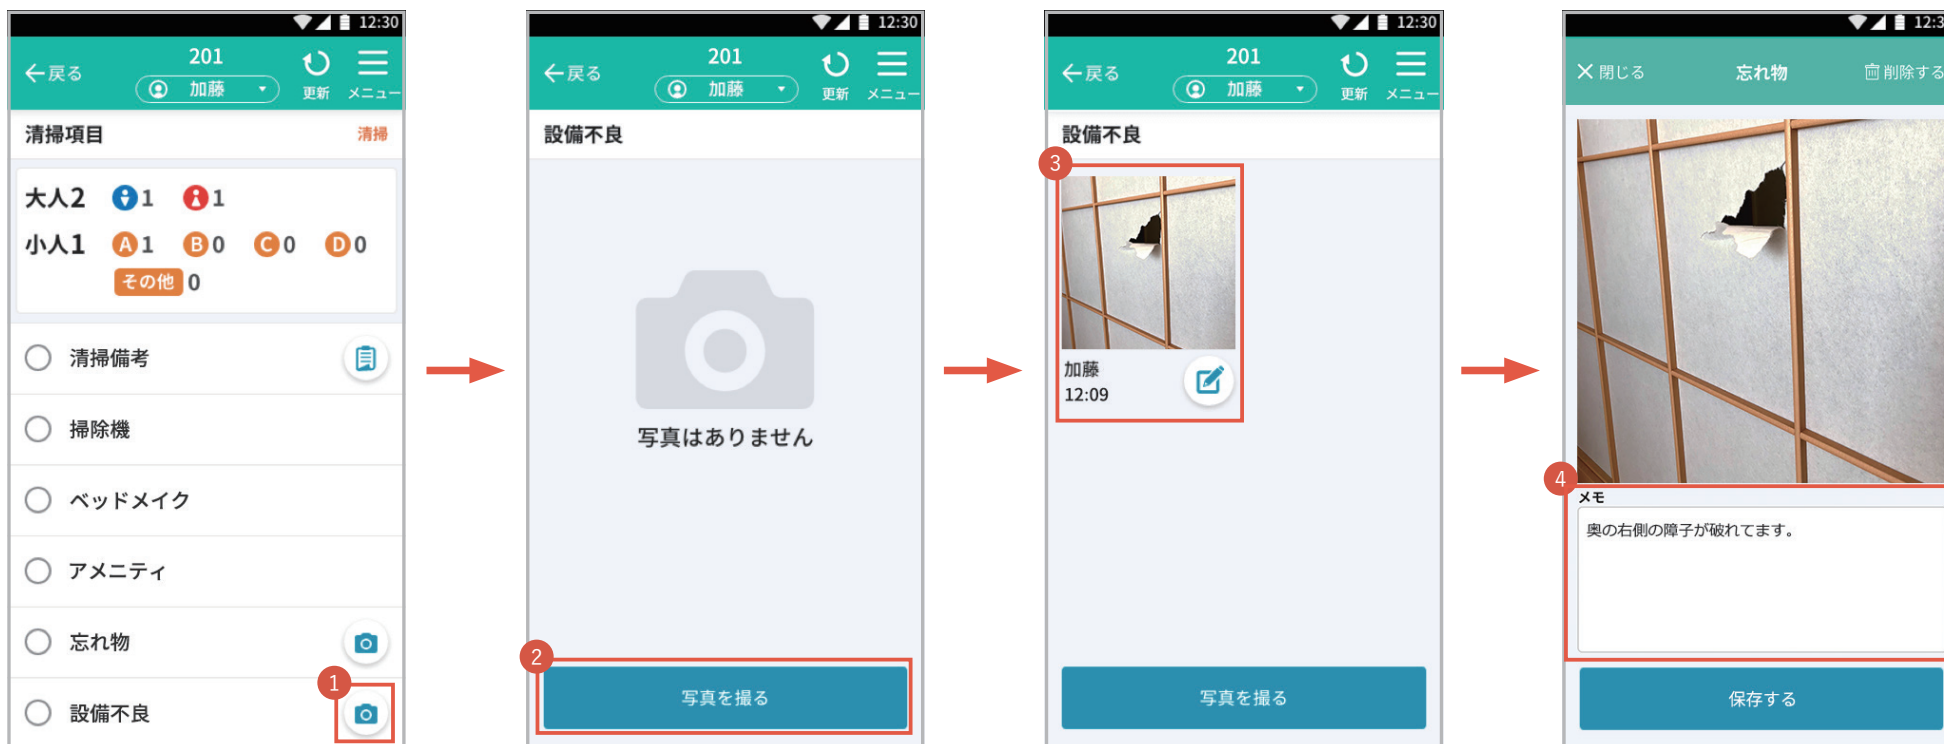 12:30
201
戻る
加藤
更新
メニュー
清掃項目
清掃
大人2 1 1
小人1 A 1 B 0 C 0 D 0
その他 0
清掃備考
掃除機
ベッドメイク
アメニティ
忘れ物
1
設備不良
12:30
201
戻る
加藤
更新
メニュー
設備不良
写真はありません
2
写真を撮る
12:30
201
戻る
加藤
更新
メニュー
設備不良
3
加藤
12:09
写真を撮る
12:3
閉じる
忘れ物
削除する
4
メモ
奥の右側の障子が破れてます。
保存する